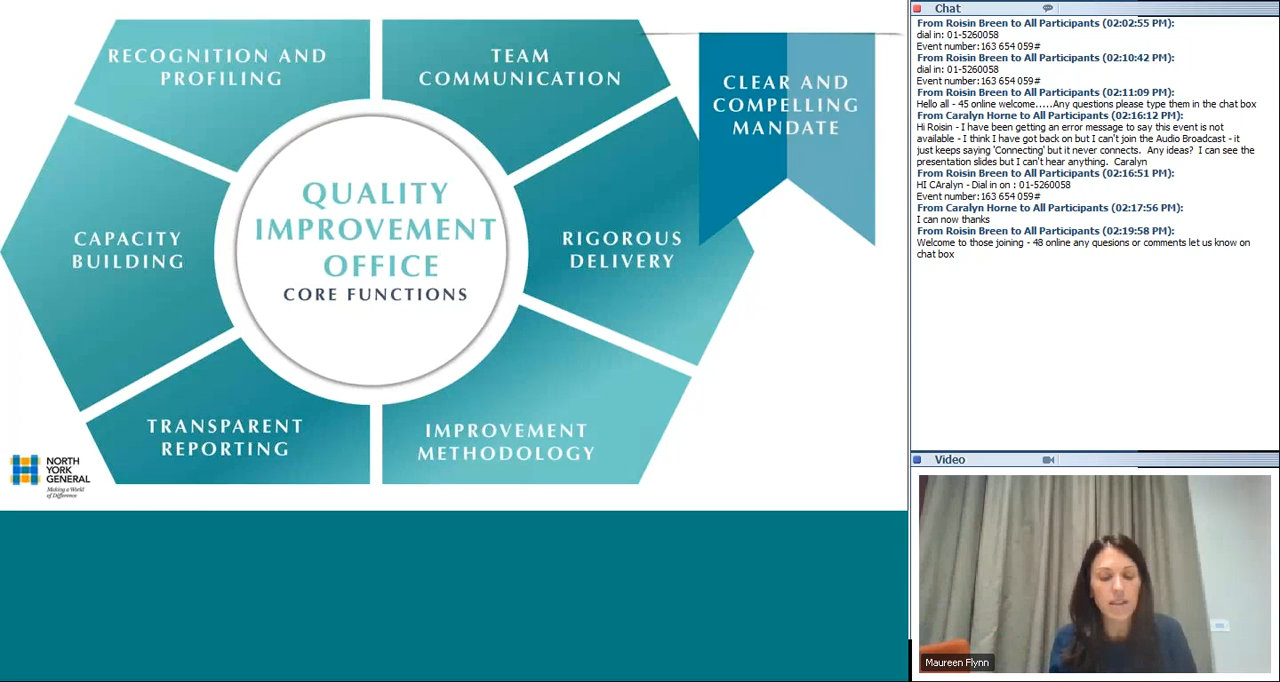 RECOGNITION AND
PROFILING
TEAM
COMMUNICATION
CLEAR AND
COMPELLING
MANDATE
CAPACITY
BUILDING
QUALITY
IMPROVEMENT
OFFICE
CORE FUNCTIONS
RIGOROUS
DELIVERY
TRANSPARENT
REPORTING
IMPROVEMENT
METHODOLOGY
NORTH
YORK
GENERAL
Making a World
of Difference
Chat
From Roisin Breen to All Participants (02:02:55 PM):
dial in: 01-5260058
Event number:163 654 059#
From Roisin Breen to All Participants (02:10:42 PM):
dial in: 01-5260058
Event number:163 654 059#
From Roisin Breen to All Participants (02:11:09 PM):
Hello all - 45 online welcome.....Any questions please type them in the chat box
From Caralyn Horne to All Participants (02:16:12 PM):
Hi Roisin - I have been getting an error message to say this event is not
available - I think I have got back on but I can't join the Audio Broadcast - it
just keeps saying 'Connecting' but it never connects.  Any ideas?  I can see the
presentation slides but I can't hear anything.  Caralyn
From Roisin Breen to All Participants (02:16:51 PM):
HI CAralyn - Dial in on : 01-5260058
Event number:163 654 059#
From Caralyn Horne to All Participants (02:17:56 PM):
I can now thanks
From Roisin Breen to All Participants (02:19:58 PM):
Welcome to those joining - 48 online any quesions or comments let us know on
chat box
Video
Maureen Flynn